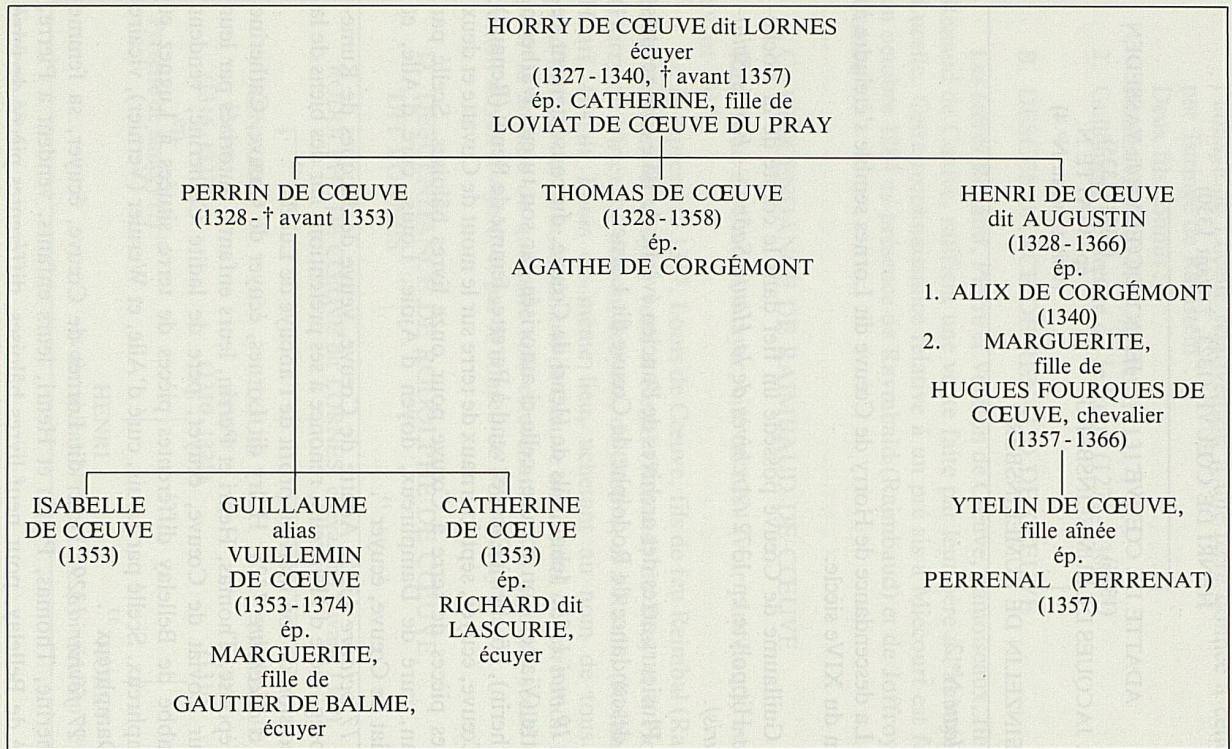 HORRY DE CŒUVE dit LORNES
écuyer
(1327-1340, † avant 1357)
ép. CATHERINE, fille de
LOVIAT DE CŒUVE DU PRAY
PERRIN DE CŒUVE
(1328-† avant 1353)
THOMAS DE CŒUVE
(1328-1358)
ép.
AGATHE DE CORGÉMONT
HENRI DE CŒUVE
dit AUGUSTIN
(1328-1366)
ép.
1. ALIX DE CORGÉMONT
(1340)
2. MARGUERITE,
fille de
HUGUES FOURQUES DE
CŒUVE, chevalier
(1357-1366)
ISABELLE
DE CŒUVE
(1353)
GUILLAUME
alias
VUILLEMIN
DE CŒUVE
(1353-1374)
ép.
MARGUERITE,
fille de
GAUTIER DE BALME,
écuyer
CATHERINE
DE CŒUVE
(1353)
ép.
RICHARD dit
LASCURIE,
écuyer
YTELIN DE CŒUVE,
fille aînée
ép.
PERRENAL (PERRENAT)
(1357)